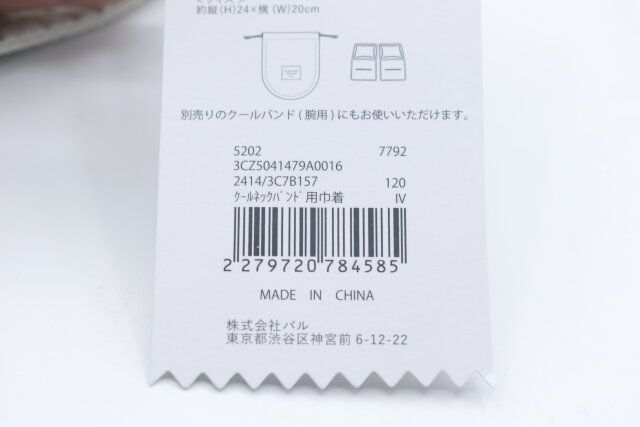 約縦(H)24×横(W)20cm
別売りのクールバンド(腕用)にもお使いいただけます。
5202 7792
3CZ5041479A0016
2414/3C7B157 120
ｸｰﾙﾈｯｸﾊﾞﾝﾄﾞ用巾着 IV
2 279720 784585
MADE IN CHINA
株式会社パル
東京都渋谷区神宮前 6-12-22